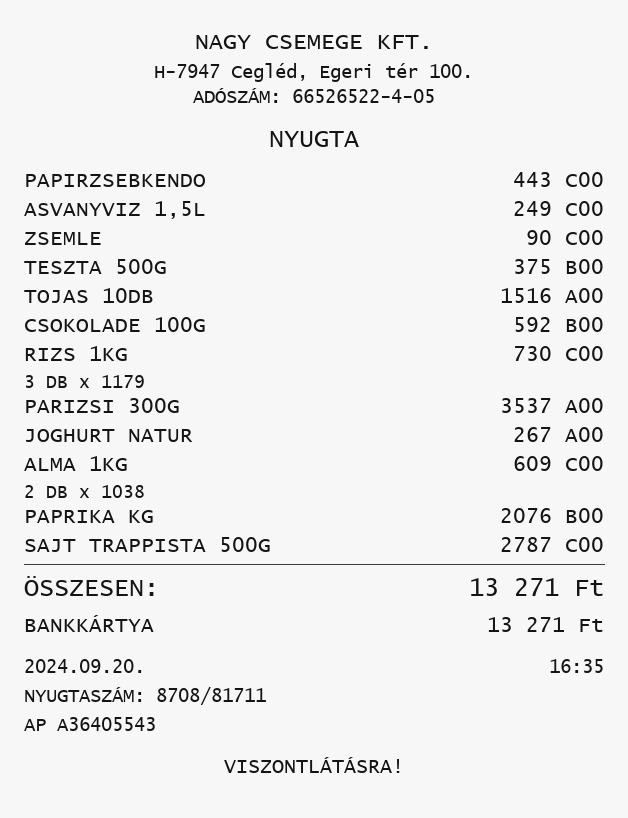 NAGY CSEMEGE KFT.
H-7947 Cegléd, Egeri tér 100.
ADÓSZÁM: 66526522-4-05
NYUGTA
PAPIRZSEBKENDO 443 C00
ASVANYVIZ 1,5L 249 C00
ZSEMLE 90 C00
TESZTA 500G 375 B00
TOJAS 10DB 1516 A00
CSOKOLADE 100G 592 B00
RIZS 1KG 730 C00
3 DB x 1179
PARIZSI 300G 3537 A00
JOGHURT NATUR 267 A00
ALMA 1KG 609 C00
2 DB x 1038
PAPRIKA KG 2076 B00
SAJT TRAPPISTA 500G 2787 C00
ÖSSZESEN: 13 271 Ft
BANKKÁRTYA 13 271 Ft
2024.09.20. 16:35
NYUGTASZÁM: 8708/81711
AP A36405543
VISZONTLÁTÁSRA!